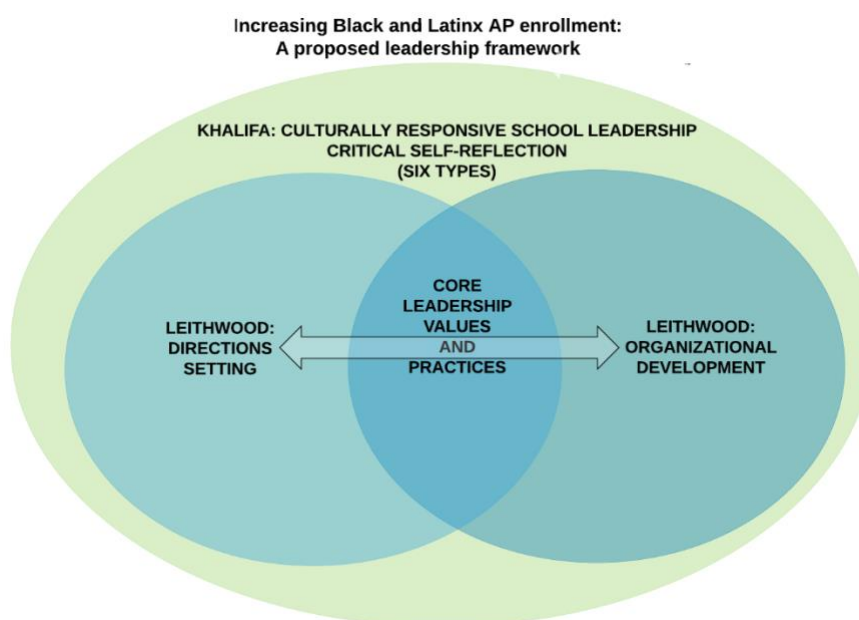 Increasing Black and Latinx AP enrollment:
A proposed leadership framework
KHALIFA: CULTURALLY RESPONSIVE SCHOOL LEADERSHIP
CRITICAL SELF-REFLECTION
(SIX TYPES)
LEITHWOOD:
DIRECTIONS
SETTING
CORE
LEADERSHIP
VALUES
AND
PRACTICES
LEITHWOOD:
ORGANIZATIONAL
DEVELOPMENT